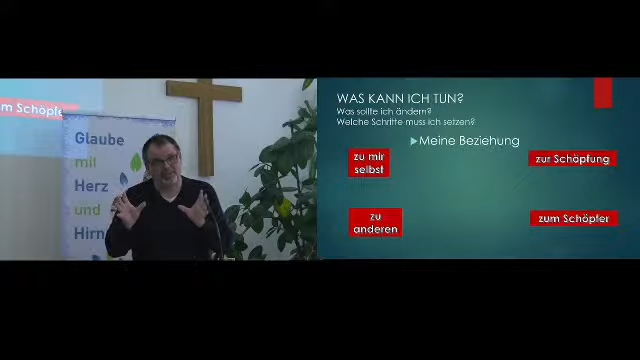 m Schöpfer
Glaube
mit
Herz
und
Hirn
WAS KANN ICH TUN?
Was sollte ich ändern?
Welche Schritte muss ich setzen?
Meine Beziehung
zu mir
selbst
zur Schöpfung
zu
anderen
zum Schöpfer